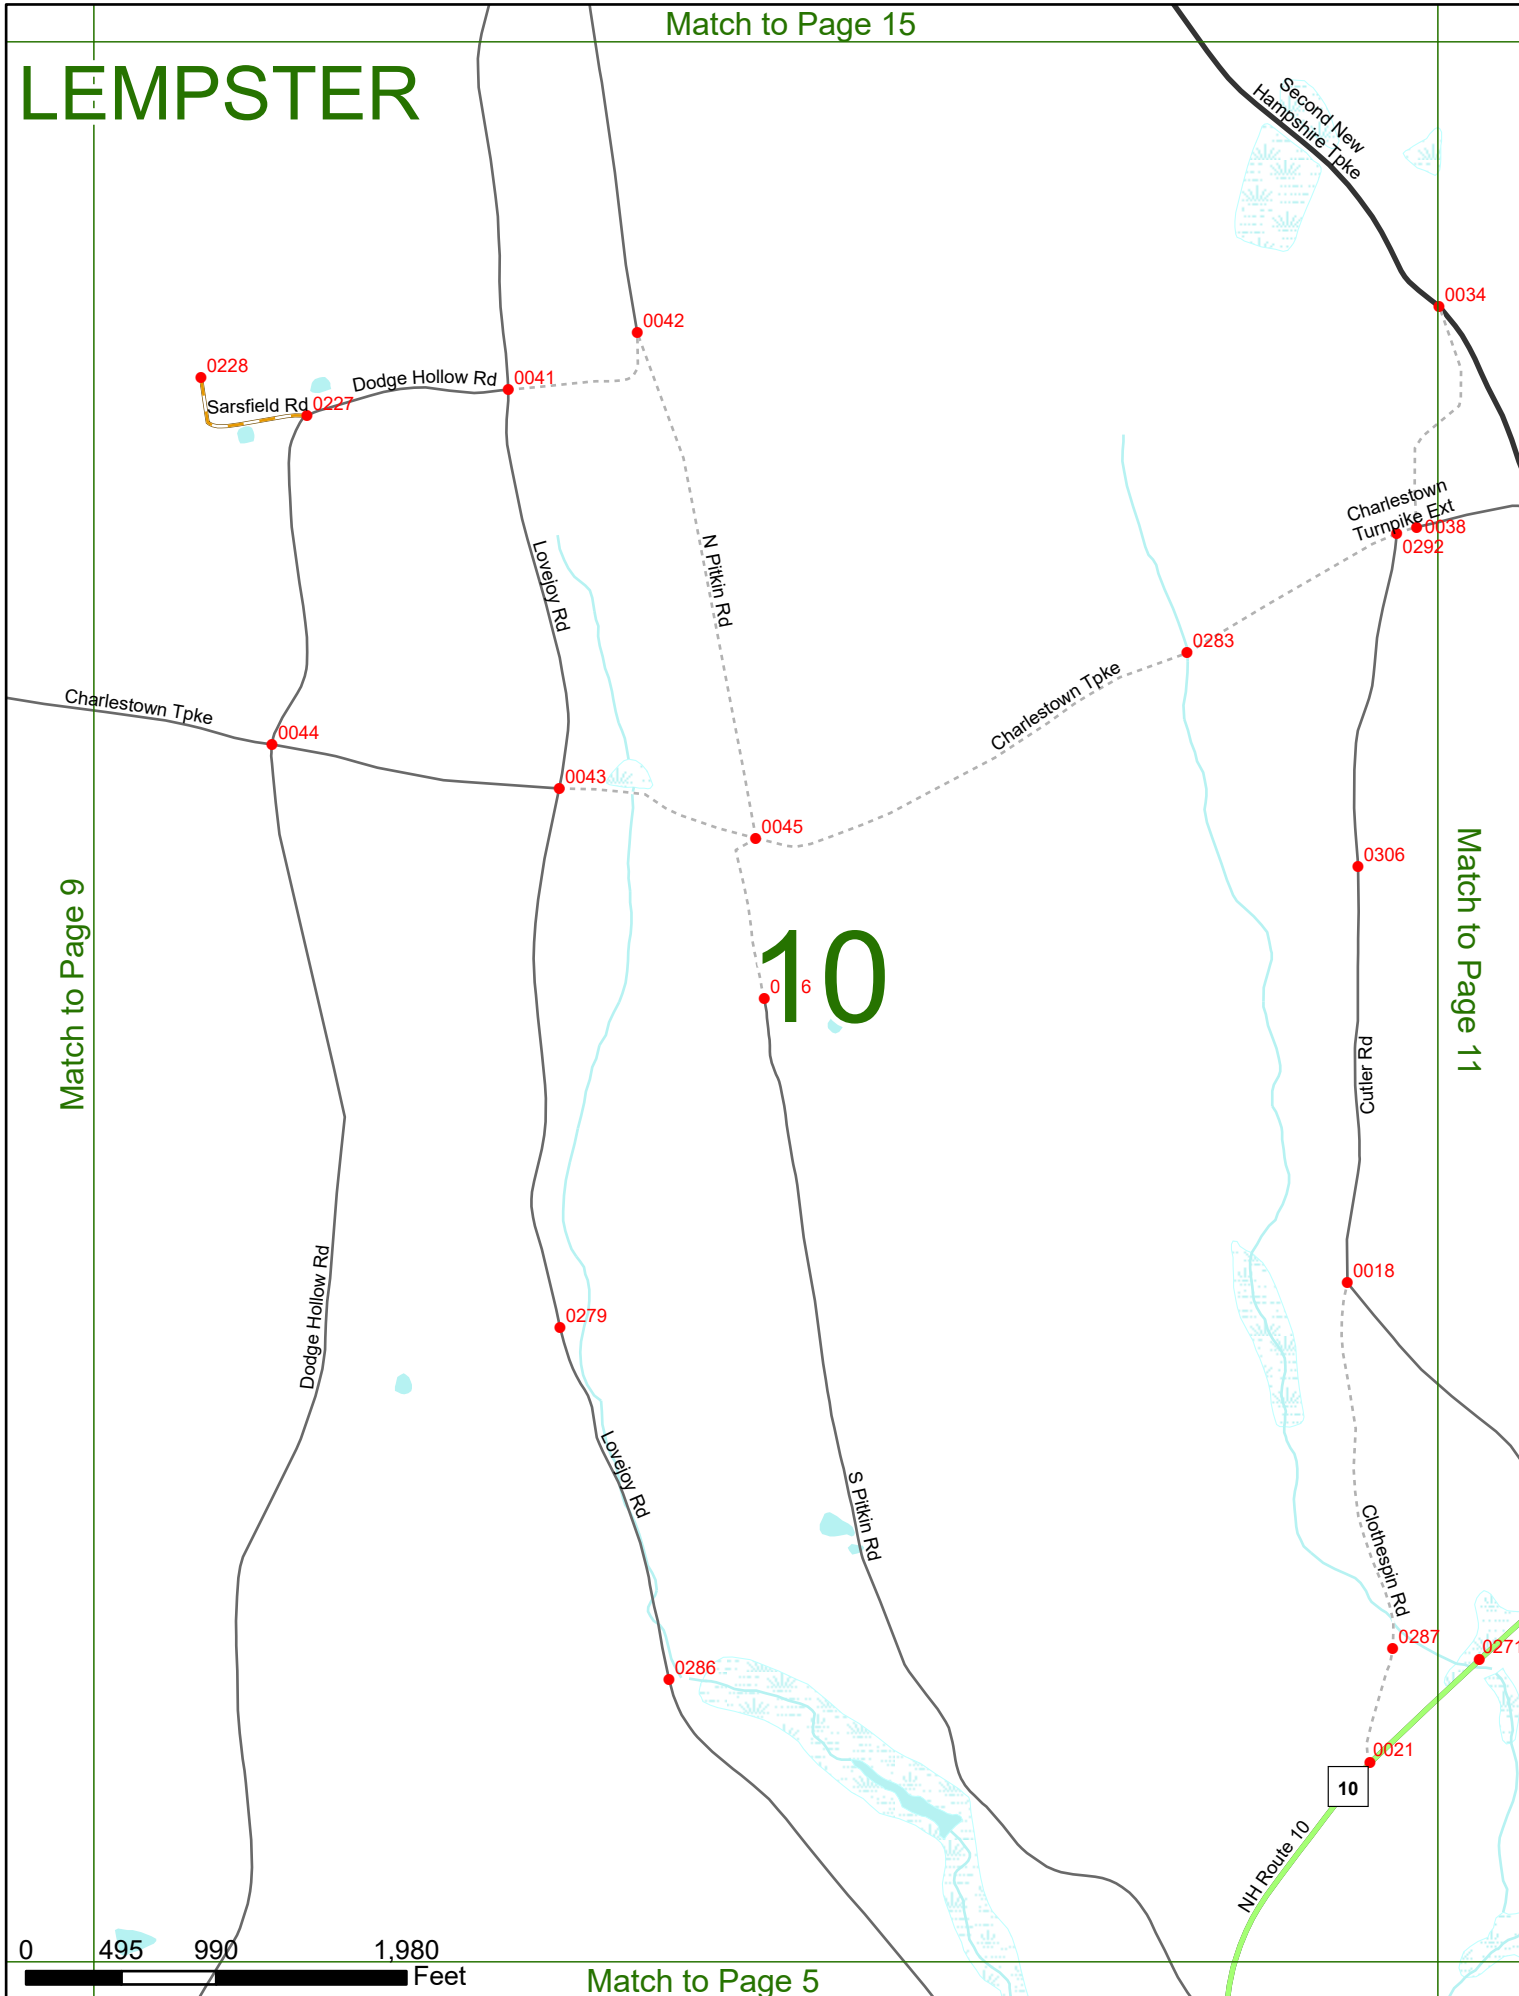 Match to Page 15
LEMPSTER
Second New
Hampshire Tpke
0034
0042
0228
Dodge Hollow Rd
0041
Sarsfield Rd
0227
Charlestown
Turnpike Ext
0038
0292
Lovejoy Rd
N Pitkin Rd
0283
Charlestown Tpke
Charlestown Tpke
0044
0043
0045
0306
Match to Page 9
Match to Page 11
10
0 6
Cutler Rd
Dodge Hollow Rd
0018
0279
Lovejoy Rd
S Pitkin Rd
Clothespin Rd
0287
0271
0286
0021
10
NH Route 10
0 495 990 1,980
Feet
Match to Page 5